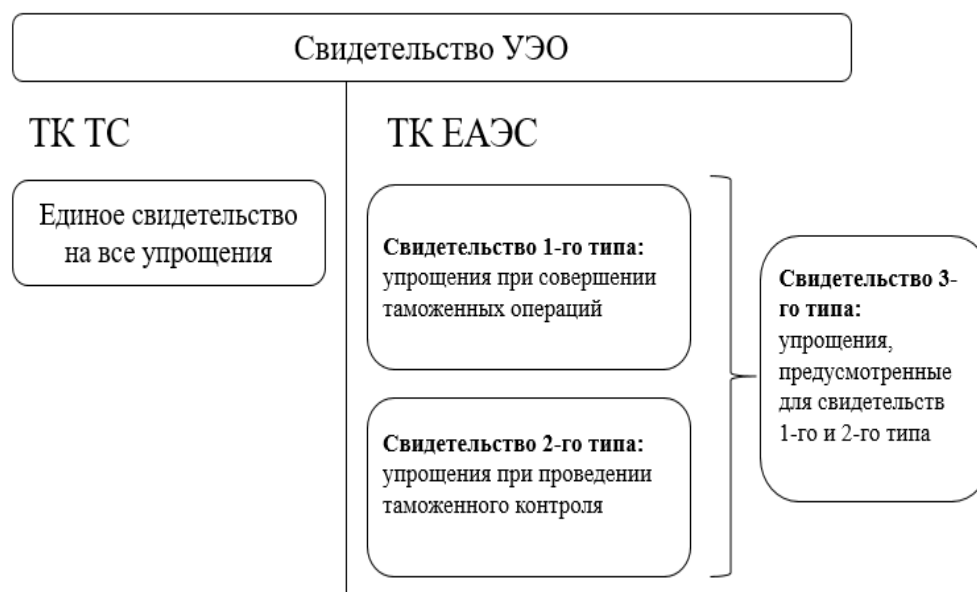 Свидетельство УЭО
ТК ТС
Единое свидетельство
на все упрощения
ТК ЕАЭС
Свидетельство 1-го типа:
упрощения при совершении
таможенных операций
Свидетельство 2-го типа:
упрощения при проведении
таможенного контроля
Свидетельство 3-
го типа:
упрощения,
предусмотренные
для свидетельств
1-го и 2-го типа